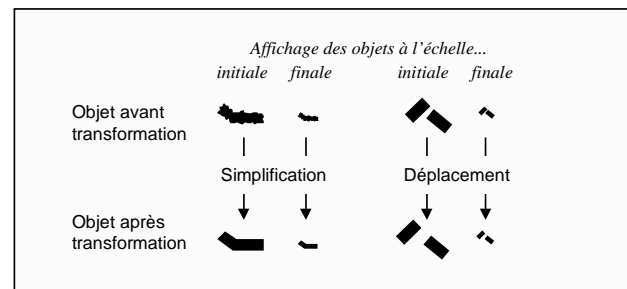 Affichage des objets à l'échelle...
initiale finale initiale finale
Objet avant
transformation
Simplification Déplacement
Objet après
transformation